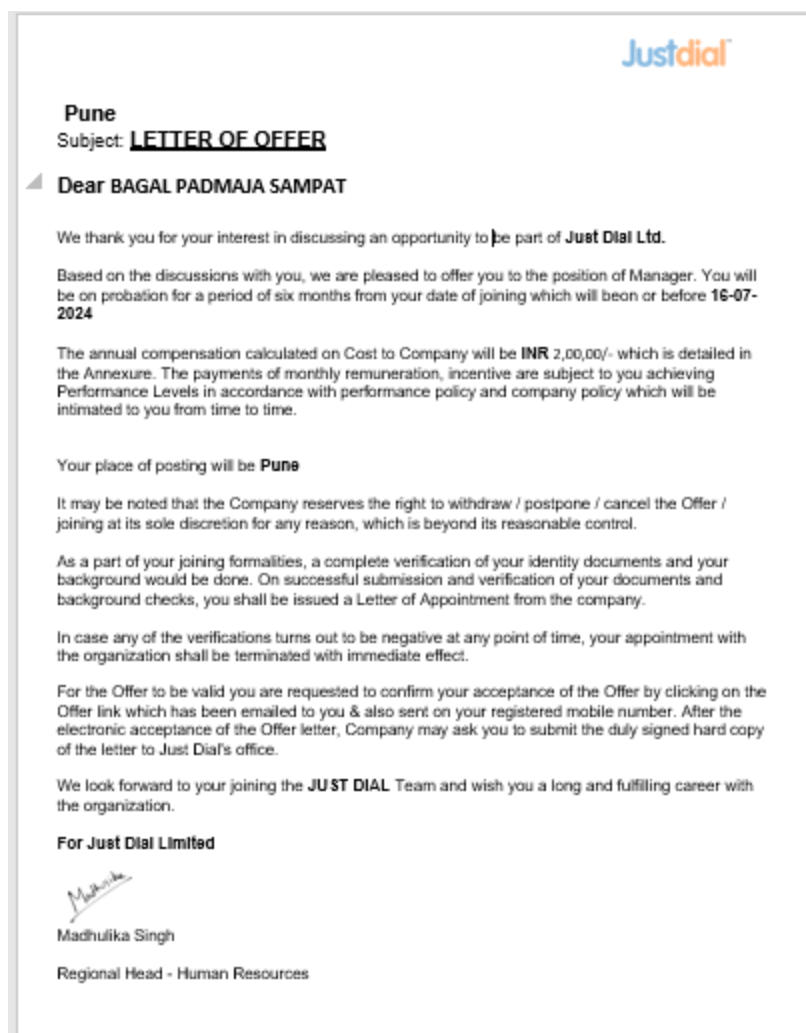 Justdial
Pune
Subject: LETTER OF OFFER
Dear BAGAL PADMAJA SAMPAT
We thank you for your interest in discussing an opportunity to be part of Just Dial Ltd.
Based on the discussions with you, we are pleased to offer you to the position of Manager. You will
be on probation for a period of six months from your date of joining which will beon or before 16-07-
2024
The annual compensation calculated on Cost to Company will be INR 2,00,00/- which is detailed in
the Annexure. The payments of monthly remuneration, incentive are subject to you achieving
Performance Levels in accordance with performance policy and company policy which will be
intimated to you from time to time.
Your place of posting will be Pune
It may be noted that the Company reserves the right to withdraw / postpone / cancel the Offer /
joining at its sole discretion for any reason, which is beyond its reasonable control.
As a part of your joining formalities, a complete verification of your identity documents and your
background would be done. On successful submission and verification of your documents and
background checks, you shall be issued a Letter of Appointment from the company.
In case any of the verifications turns out to be negative at any point of time, your appointment with
the organization shall be terminated with immediate effect.
For the Offer to be valid you are requested to confirm your acceptance of the Offer by clicking on the
Offer link which has been emailed to you & also sent on your registered mobile number. After the
electronic acceptance of the Offer letter, Company may ask you to submit the duly signed hard copy
of the letter to Just Dial's office.
We look forward to your joining the JUST DIAL Team and wish you a long and fulfilling career with
the organization.
For Just Dial Limited
Madhulika
Madhulika Singh
Regional Head - Human Resources